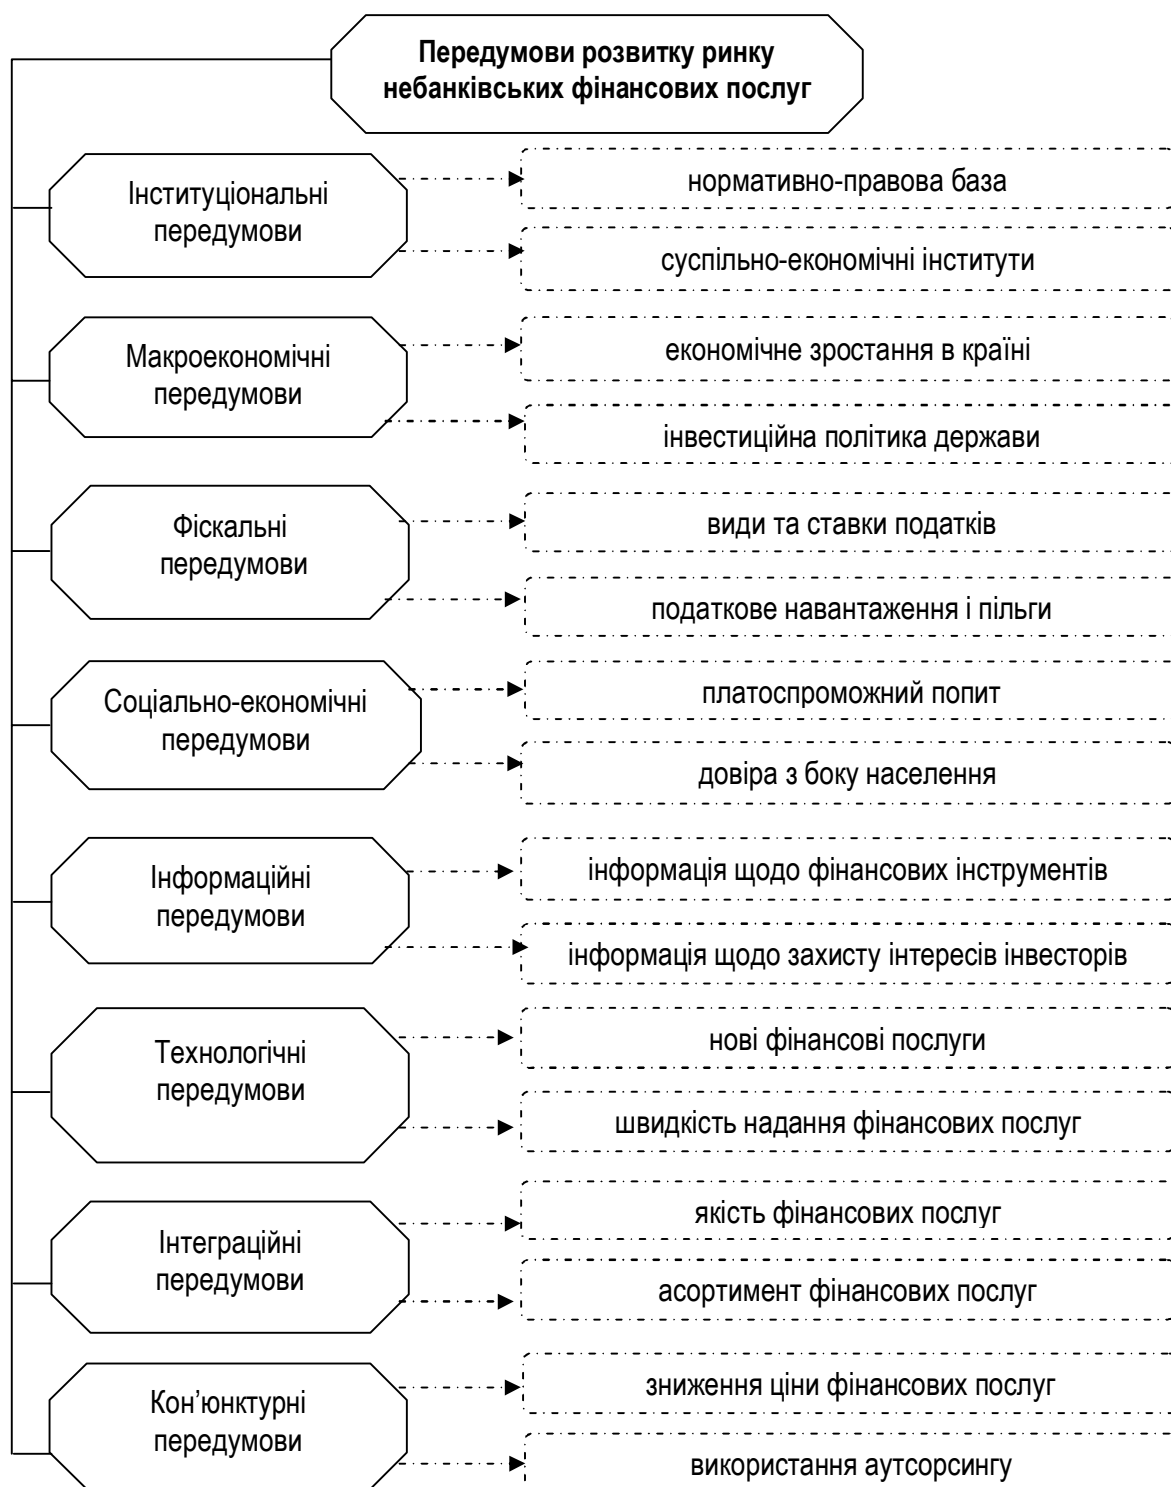 Передумови розвитку ринку
небанківських фінансових послуг
Інституціональні
передумови
нормативно-правова база
суспільно-економічні інститути
Макроекономічні
передумови
економічне зростання в країні
інвестиційна політика держави
Фіскальні
передумови
види та ставки податків
податкове навантаження і пільги
Соціально-економічні
передумови
платоспроможний попит
довіра з боку населення
Інформаційні
передумови
інформація щодо фінансових інструментів
інформація щодо захисту інтересів інвесторів
Технологічні
передумови
нові фінансові послуги
швидкість надання фінансових послуг
Інтеграційні
передумови
якість фінансових послуг
асортимент фінансових послуг
Кон’юнктурні
передумови
зниження ціни фінансових послуг
використання аутсорсингу